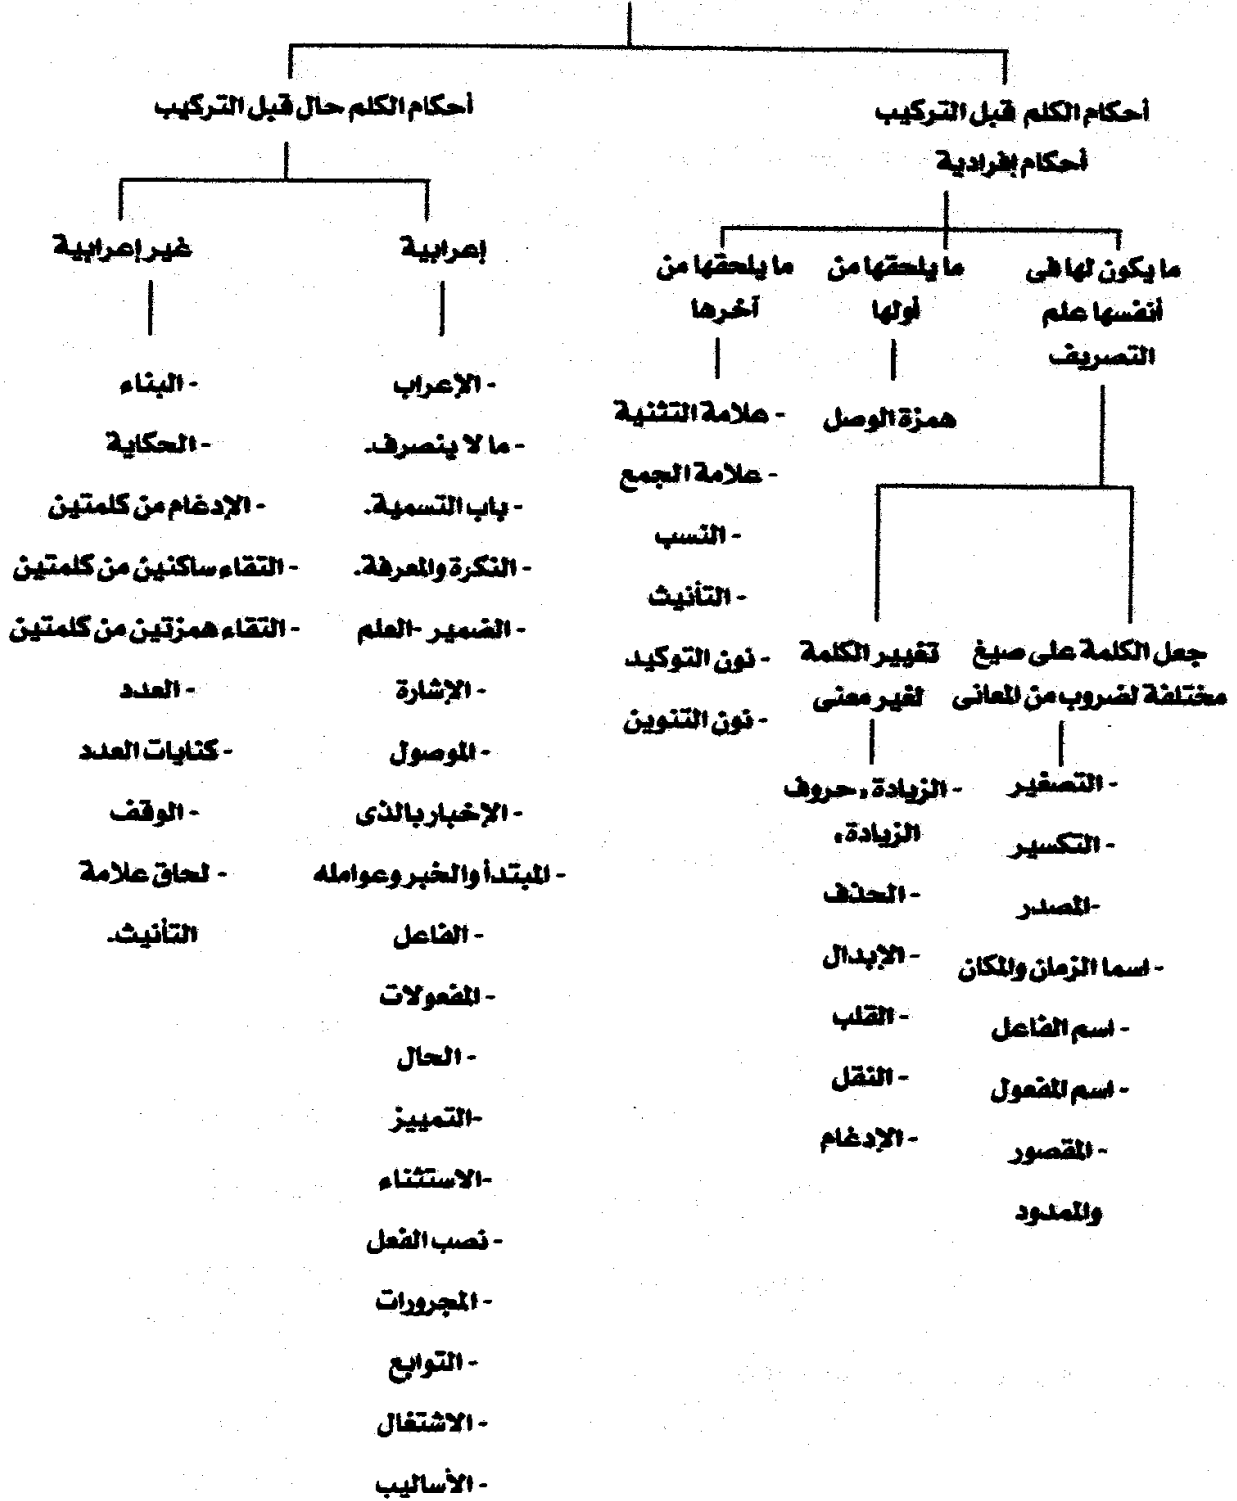 أحكام الكلم قبل التركيب
أحكام إفرادية
ما يكون لها فى
أنفسها علم
التصريف
جعل الكلمة على صيغ
مختلفة لضروب من المعانى
- التصغير
- التكسير
-المصدر
- اسما الزمان والمكان
- اسم الفاعل
- اسم المفعول
- المقصور
والممدود
تغيير الكلمة
لغير معنى
- الزيادة، حروف
الزيادة،
- الحذف
- الإبدال
- القلب
- النقل
- الإدغام
ما يلحقها من
أولها
همزة الوصل
ما يلحقها من
آخرها
- علامة التثنية
- علامة الجمع
- النسب
- التأنيث
- نون التوكيد
- نون التنوين
أحكام الكلم حال قبل التركيب
إعرابية
- الإعراب
- ما لا ينصرف.
- باب التسمية.
- النكرة والمعرفة.
- الضمير -العلم
- الإشارة
- الموصول
- الإخبار بالذى
- المبتدأ والخبر وعوامله
- الفاعل
- المفعولات
- الحال
-التمييز
-الاستثناء
- نصب الفعل
- المجرورات
- التوابع
- الاشتغال
- الأساليب
غير إعرابية
- البناء
- الحكاية
- الإدغام من كلمتين
- التقاء ساكنين من كلمتين
- التقاء همزتين من كلمتين
- العدد
- كنايات العدد
- الوقف
- لحاق علامة
التأنيث.